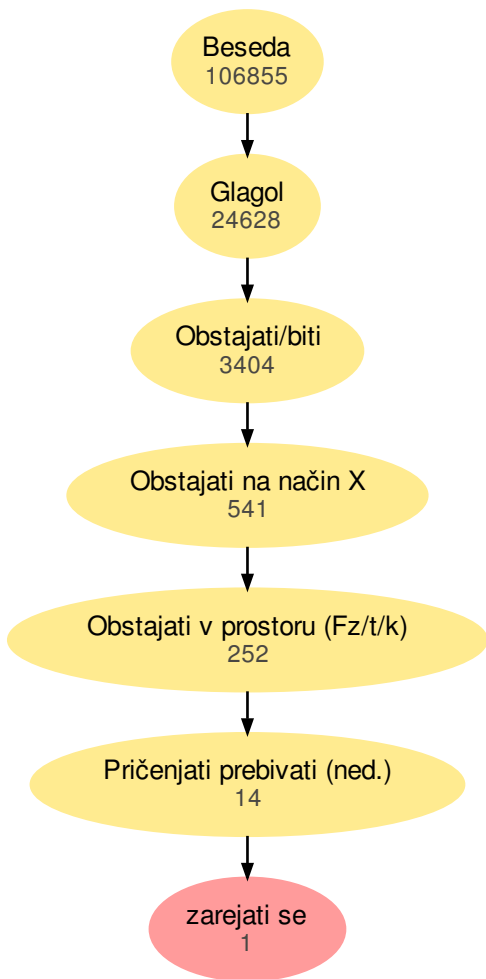 Beseda
106855
Glagol
24628
Obstajati/biti
3404
Obstajati na način X
541
Obstajati v prostoru (Fz/t/k)
252
Pričenjati prebivati (ned.)
14
zarejati se
1